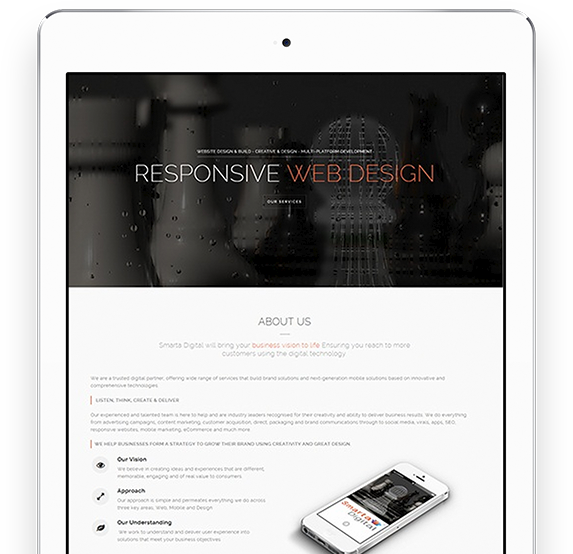 WEBSITE DESIGN & BUILD - CREATIVE & DESIGN - MULTI-PLATFORM-DEVELOPMENT -
RESPONSIVE WEB DESIGN
OUR SERVICES
ABOUT US
Smarta Digital will bring your business vision to life Ensuring you reach to more
customers using the digital technology
We are a trusted digital partner, offering wide range of services that build brand solutions and next-generation mobile solutions based on innovative and
comprehensive technologies
LISTEN, THINK, CREATE & DELIVER
Our experienced and talented team is here to help and are industry leaders recognised for their creativity and ability to deliver business results. We do everything
from advertising campaigns, content marketing, customer acquisition, direct, packaging and brand communications through to social media, viral, apps, SEO,
responsive websites, mobile marketing, eCommerce and much more.
WE HELP BUSINESSES FORM A STRATEGY TO GROW THEIR BRAND USING CREATIVITY AND GREAT DESIGN
Our Vision
We believe in creating ideas and experiences that are different,
memorable, engaging and of real value to consumers
Approach
Our approach is simple and permeates everything we do across
three key areas, Web, Mobile and Design
Our Understanding
We work to understand and deliver user experience into
solutions that meet your business objectives
Smarta
Digital